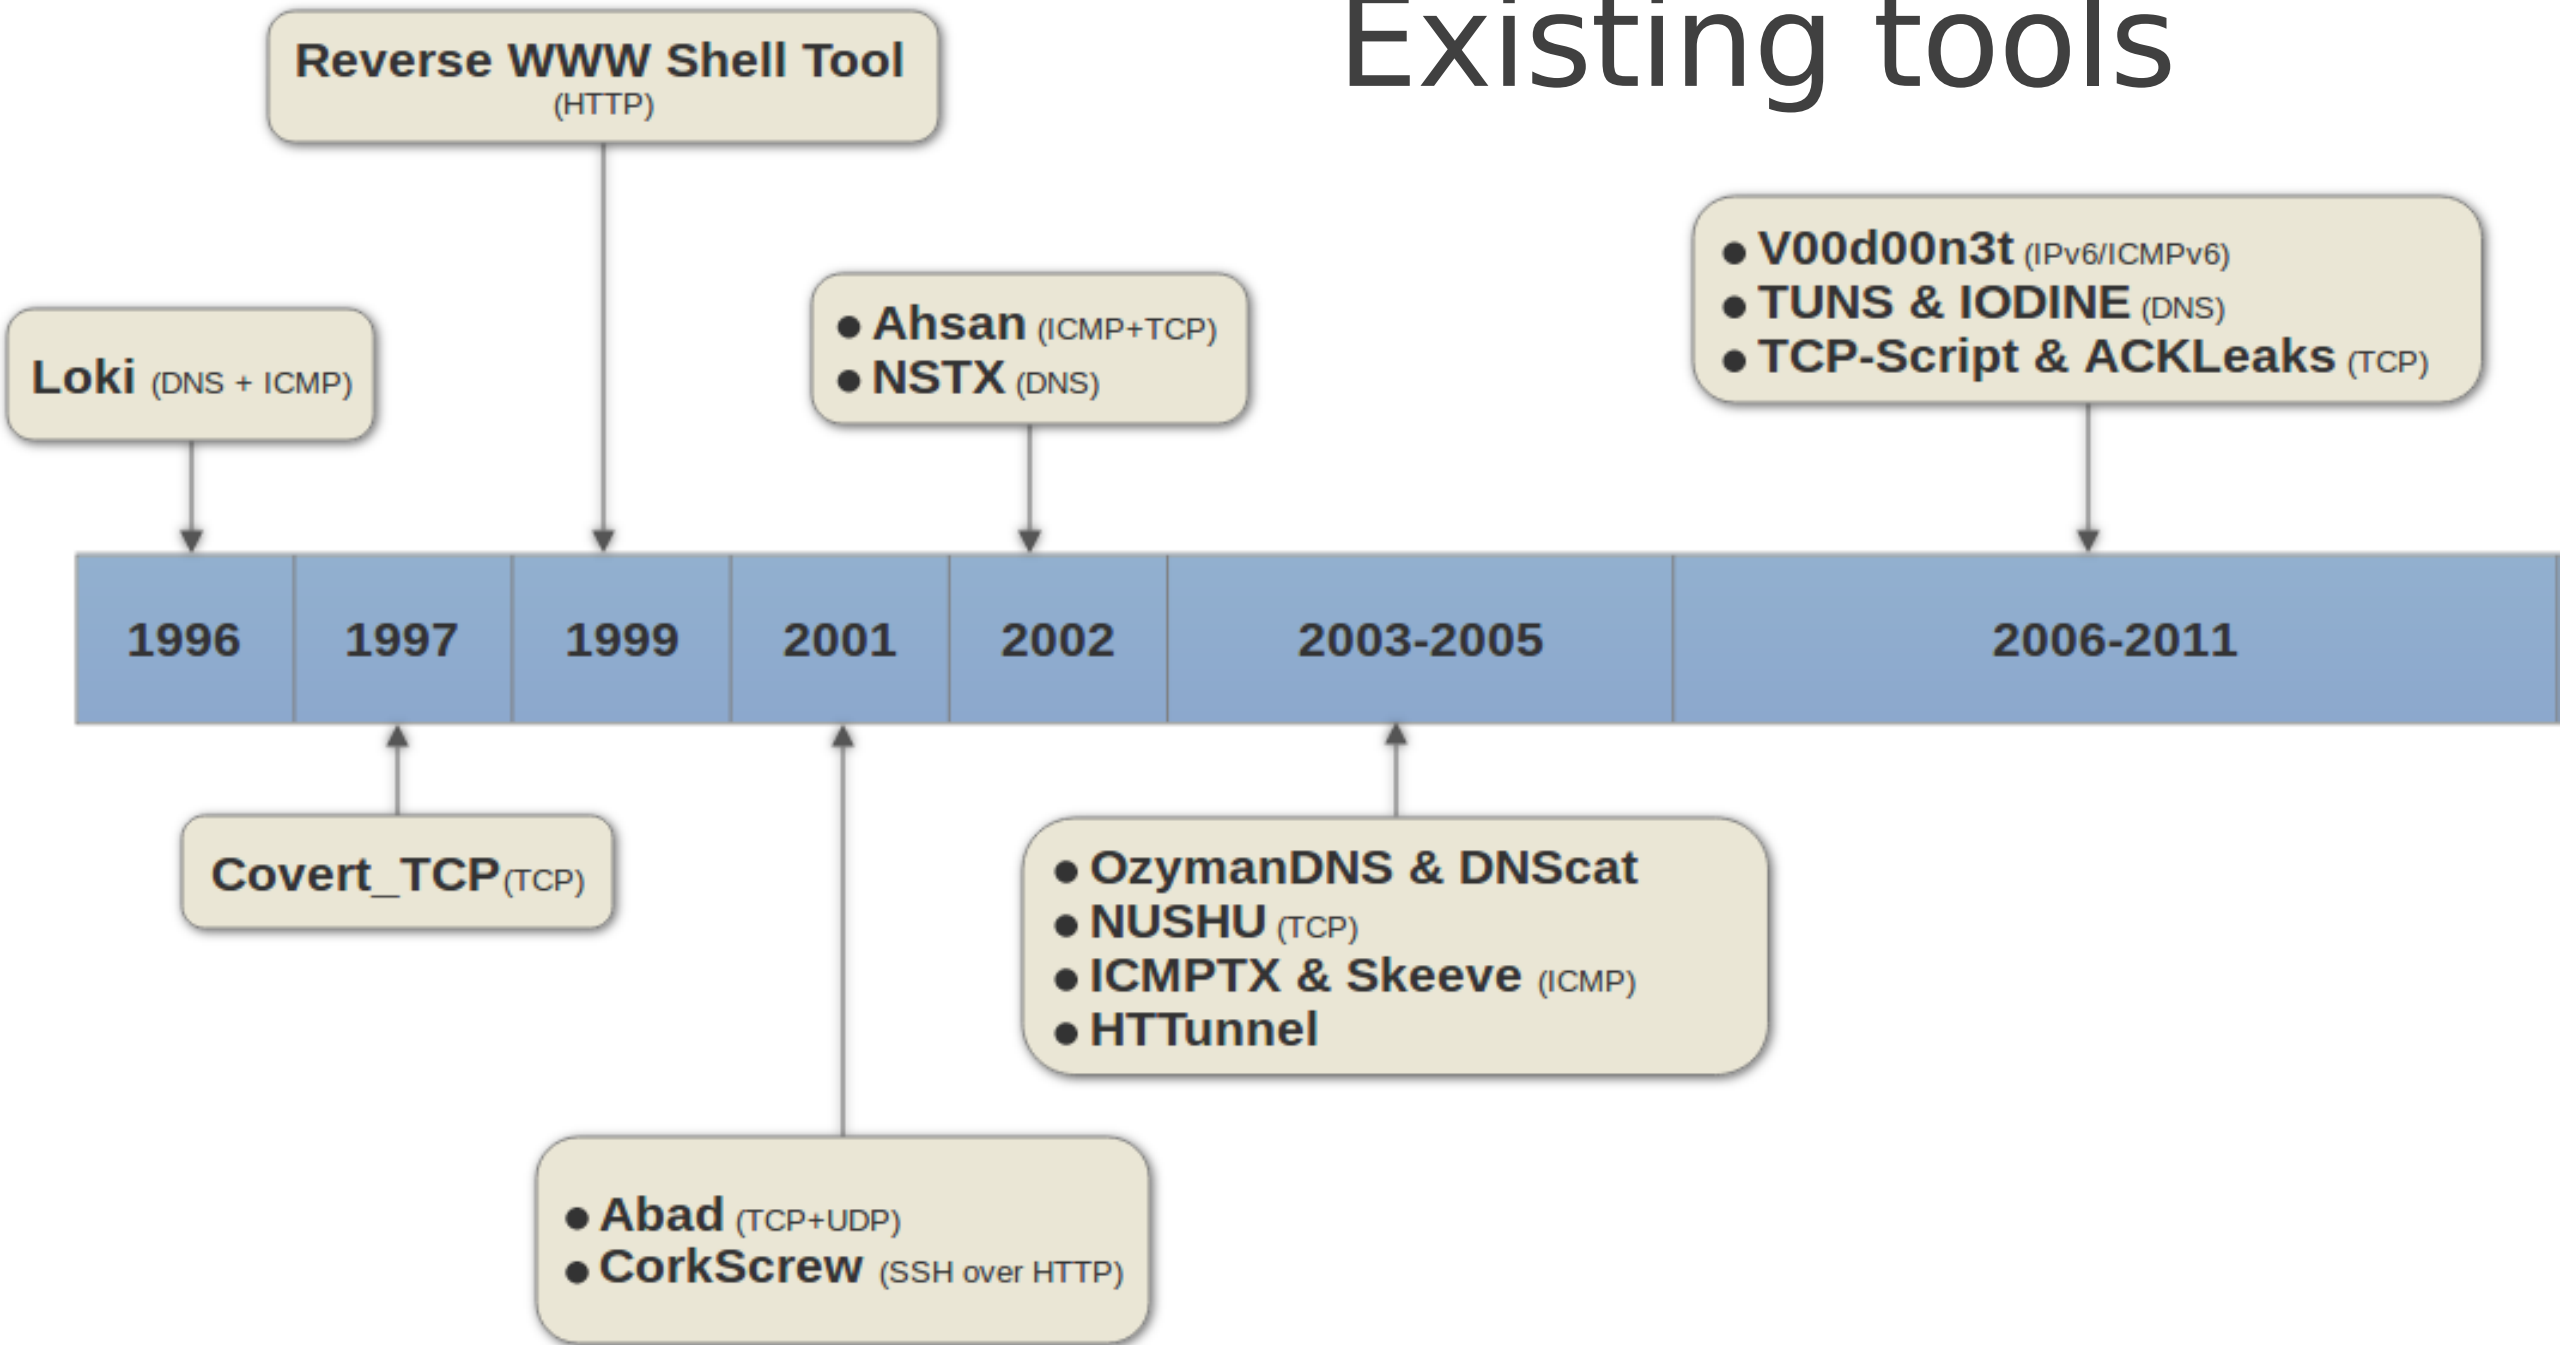 Existing tools
Reverse WWW Shell Tool
(HTTP)
● V00d00n3t (IPv6/ICMPv6)
● TUNS & IODINE (DNS)
● TCP-Script & ACKLeaks (TCP)
● Ahsan (ICMP+TCP)
● NSTX (DNS)
Loki (DNS + ICMP)
1996 1997 1999 2001 2002 2003-2005 2006-2011
Covert_TCP(TCP)
● OzymanDNS & DNScat
● NUSHU (TCP)
● ICMPTX & Skeeve (ICMP)
● HTTunnel
● Abad (TCP+UDP)
● CorkScrew (SSH over HTTP)